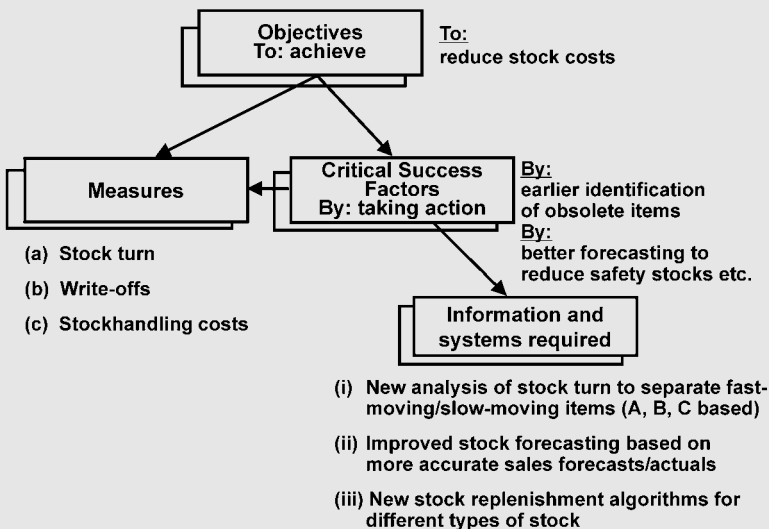 Objectives
To: achieve
To:
reduce stock costs
Measures
Critical Success
Factors
By: taking action
By:
earlier identification
of obsolete items
By:
better forecasting to
reduce safety stocks etc.
(a) Stock turn
(b) Write-offs
(c) Stockhandling costs
Information and
systems required
(i) New analysis of stock turn to separate fast-
moving/slow-moving items (A, B, C based)
(ii) Improved stock forecasting based on
more accurate sales forecasts/actuals
(iii) New stock replenishment algorithms for
different types of stock